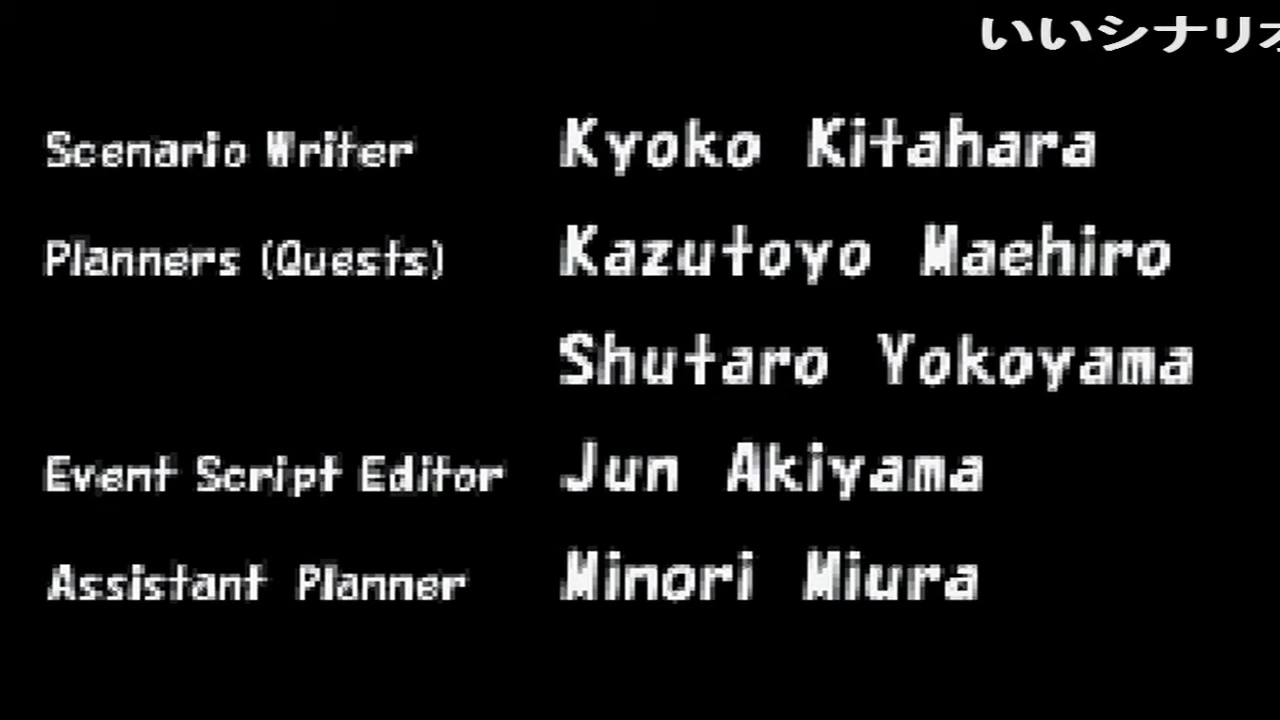 いいシナリオ
Scenario Writer Kyoko Kitahara
Planners (Quests) Kazutoyo Maehiro
Shutaro Yokoyama
Event Script Editor Jun Akiyama
Assistant Planner Minori Miura